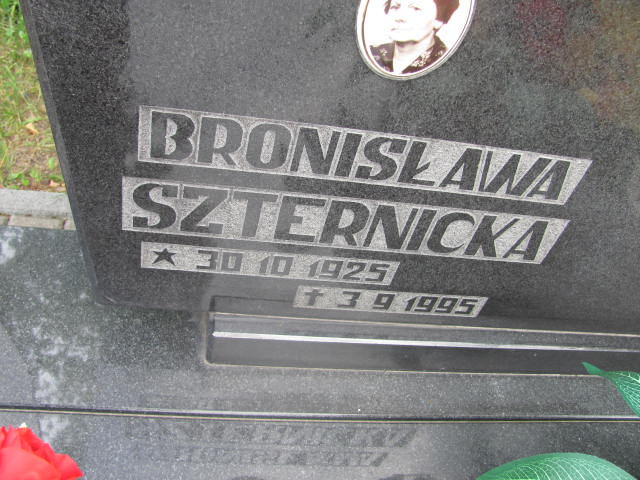 BRONISŁAWA
SZTERNICKA
★ 30 10 1925
✝ 3 9 1995